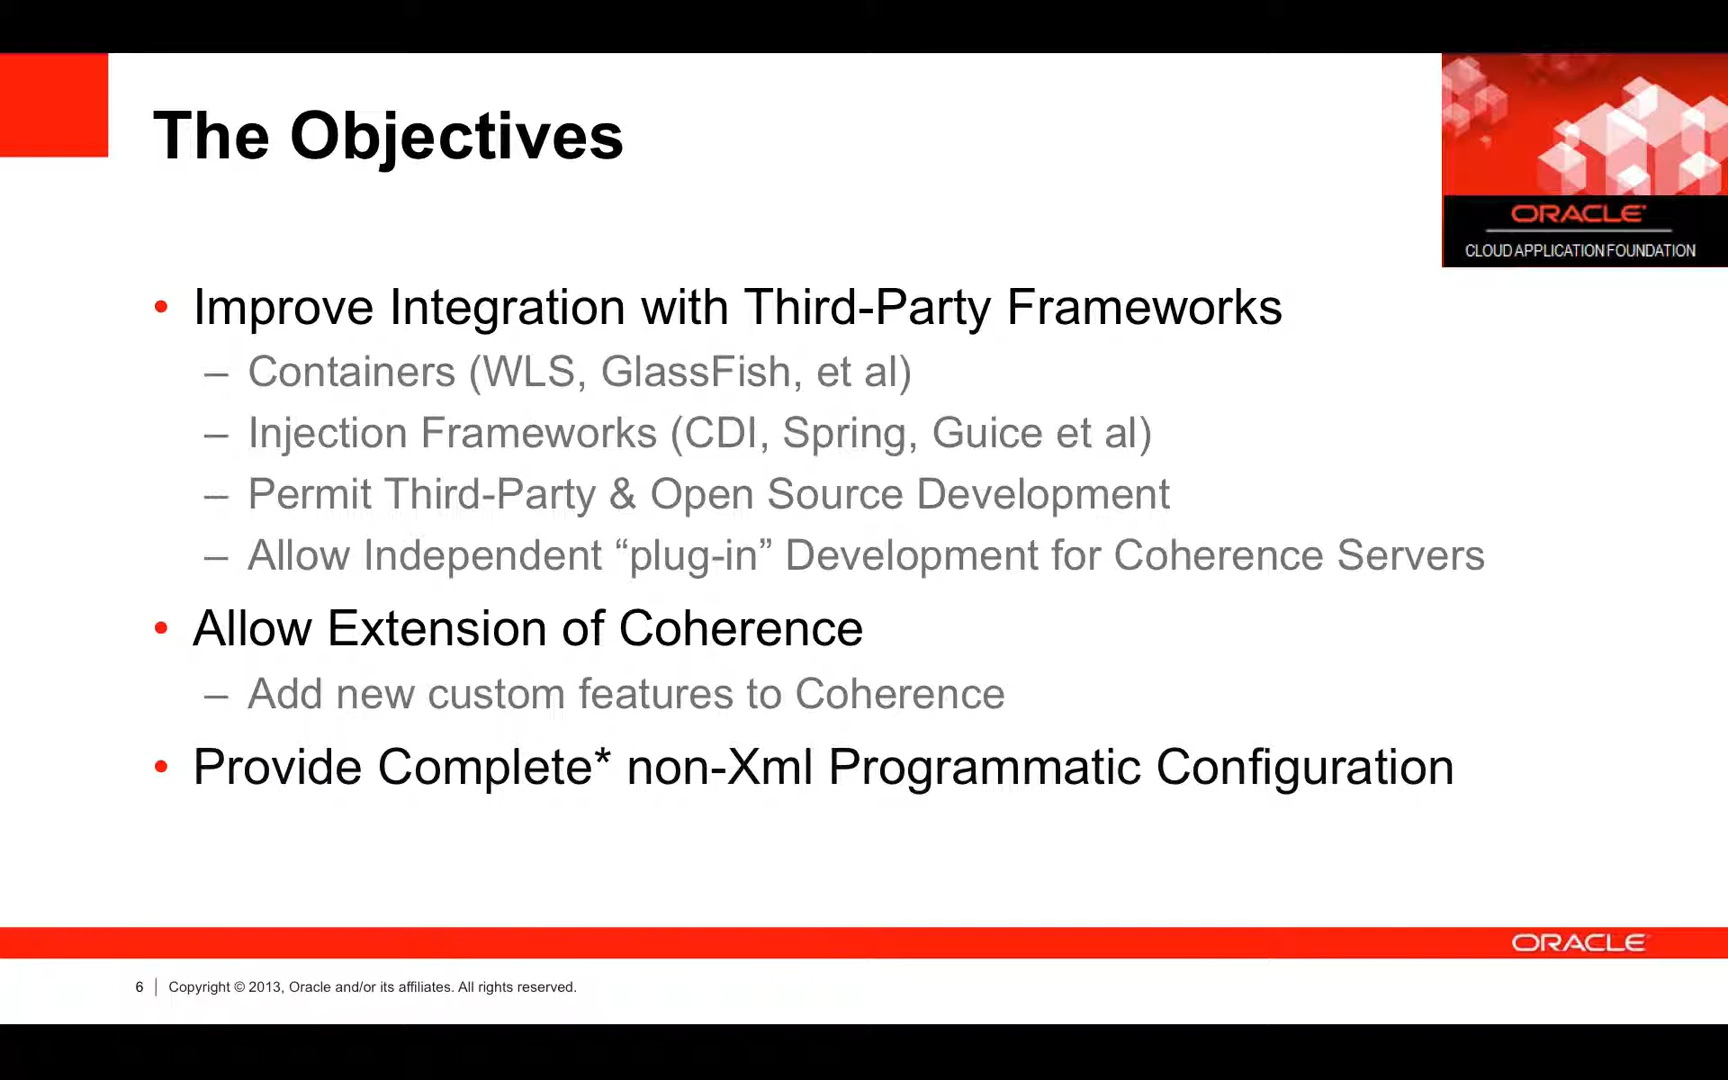 The Objectives
ORACLE
CLOUD APPLICATION FOUNDATION
• Improve Integration with Third-Party Frameworks
– Containers (WLS, GlassFish, et al)
– Injection Frameworks (CDI, Spring, Guice et al)
– Permit Third-Party & Open Source Development
– Allow Independent “plug-in” Development for Coherence Servers
• Allow Extension of Coherence
– Add new custom features to Coherence
• Provide Complete* non-Xml Programmatic Configuration
ORACLE
6 | Copyright © 2013, Oracle and/or its affiliates. All rights reserved.